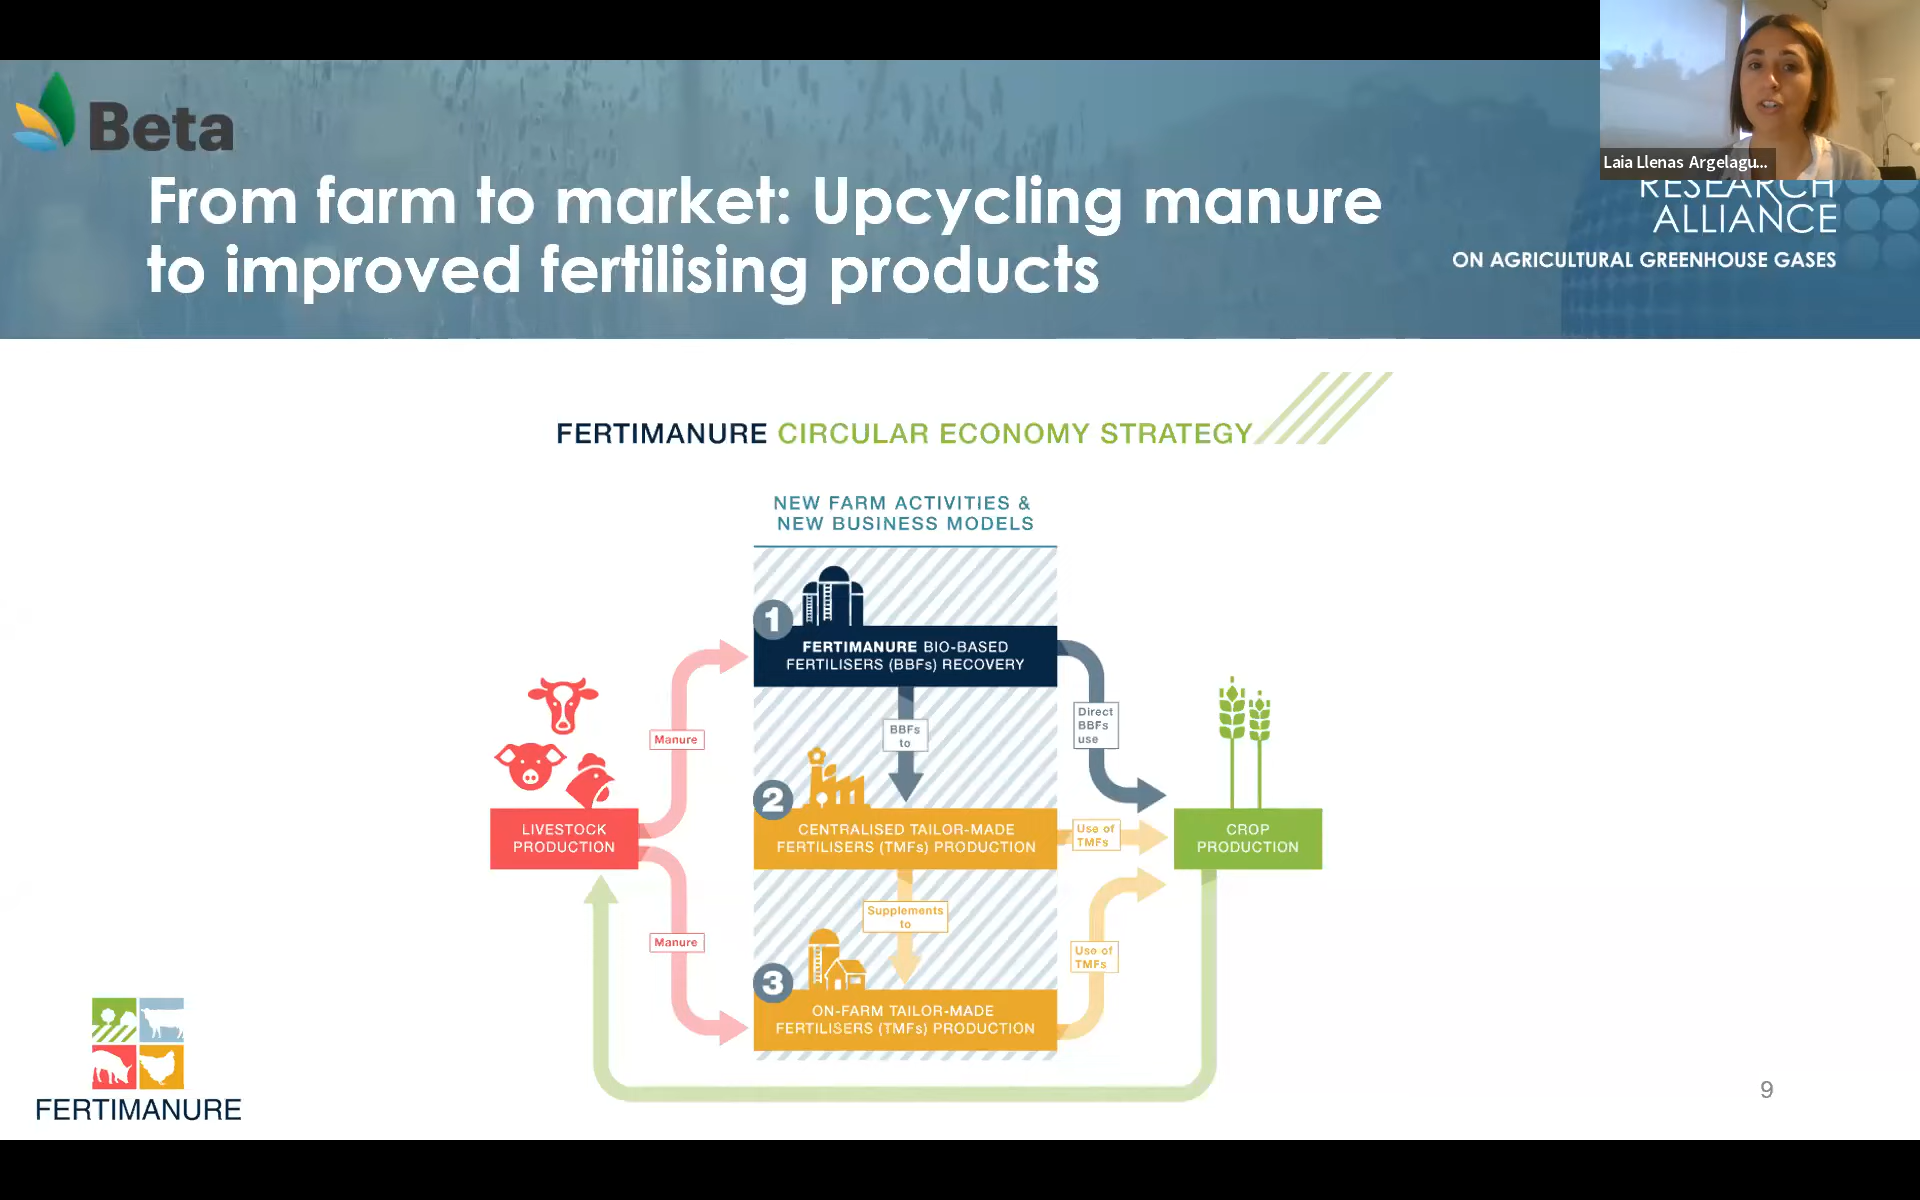 Beta
From farm to market: Upcycling manure
to improved fertilising products
Laia Llenas Argelagu...
RESEARCH
ALLIANCE
ON AGRICULTURAL GREENHOUSE GASES
FERTIMANURE CIRCULAR ECONOMY STRATEGY
NEW FARM ACTIVITIES &
NEW BUSINESS MODELS
1
FERTIMANURE BIO-BASED
FERTILISERS (BBFs) RECOVERY
Manure
BBFs
to
Direct
BBFs
use
2
LIVESTOCK
PRODUCTION
CENTRALISED TAILOR-MADE
FERTILISERS (TMFs) PRODUCTION
Use of
TMFs
CROP
PRODUCTION
Supplements
to
Manure
Use of
TMFs
3
ON-FARM TAILOR-MADE
FERTILISERS (TMFs) PRODUCTION
FERTIMANURE
9